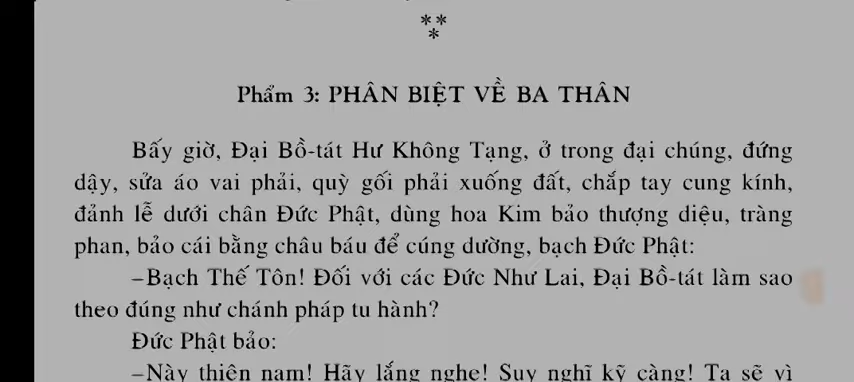 **
*
Phẩm 3: PHÂN BIỆT VỀ BA THÂN
Bấy giờ, Đại Bồ-tát Hư Không Tạng, ở trong đại chúng, đứng
dậy, sửa áo vai phải, quỳ gối phải xuống đất, chắp tay cung kính,
đảnh lễ dưới chân Đức Phật, dùng hoa Kim bảo thượng diệu, tràng
phan, bảo cái bằng châu báu để cúng dường, bạch Đức Phật:
–Bạch Thế Tôn! Đối với các Đức Như Lai, Đại Bồ-tát làm sao
theo đúng như chánh pháp tu hành?
Đức Phật bảo:
–Này thiện nam! Hãy lắng nghe! Suy nghĩ kỹ càng! Ta sẽ vì